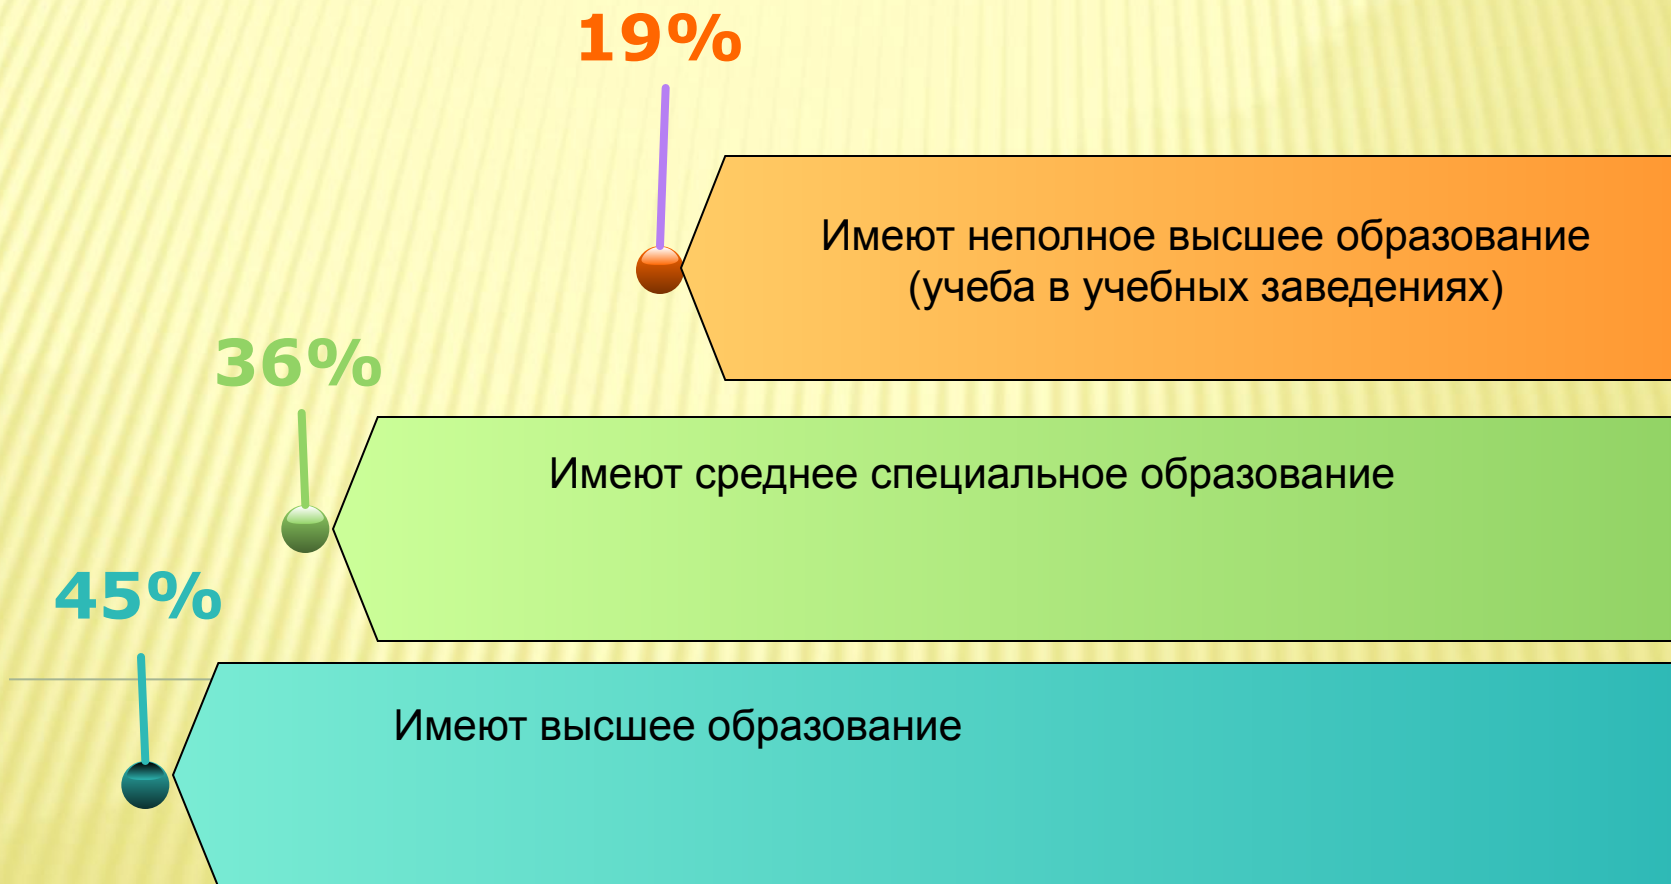 19%
Имеют неполное высшее образование
(учеба в учебных заведениях)
36%
Имеют среднее специальное образование
45%
Имеют высшее образование